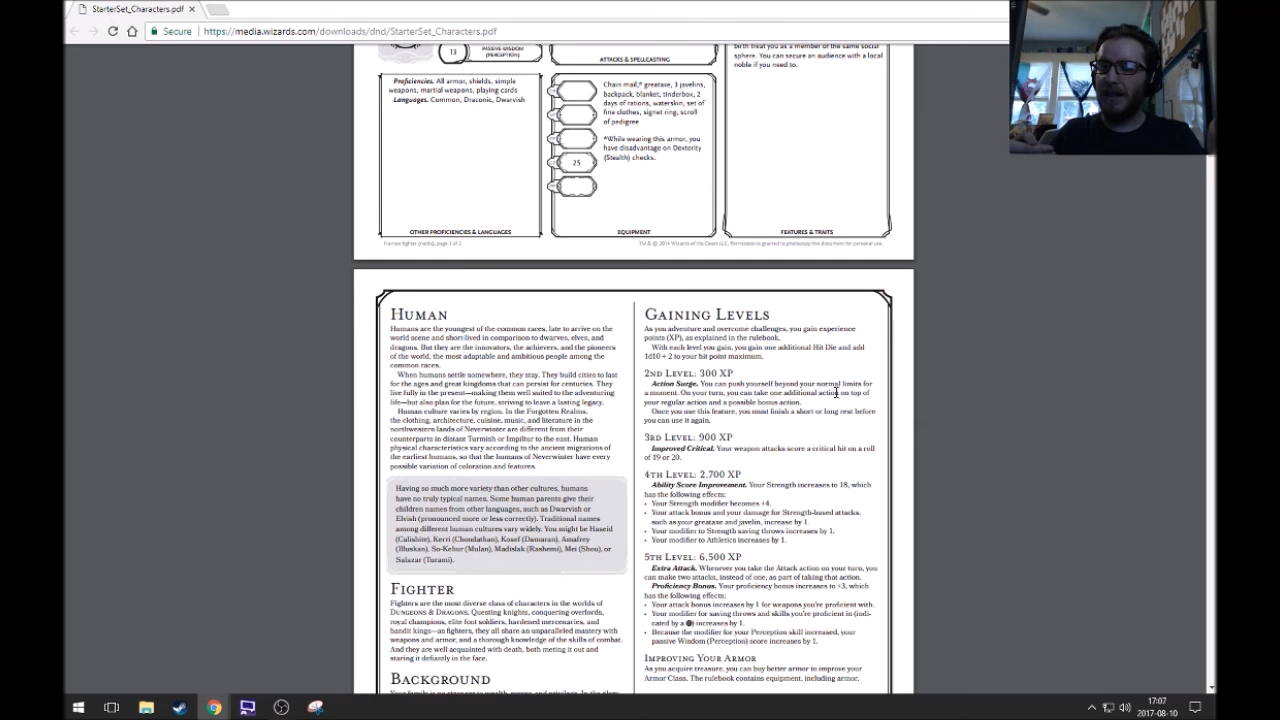 StarterSet_Characters.pdf
Secure
https://media.wizards.com/downloads/dnd/StarterSet_Characters.pdf
13
PASSIVE WISDOM
(PERCEPTION)
ATTACKS & SPELLCASTING
birth treat you as a member of the same social
sphere. You can secure an audience with a local
noble if you need to.
Proficiencies. All armor, shields, simple
weapons, martial weapons, playing cards
Languages. Common, Draconic, Dwarvish
OTHER PROFICIENCIES & LANGUAGES
25
Chain mail,* greataxe, 3 javelins,
backpack, blanket, tinderbox, 2
days of rations, waterskin, set of
fine clothes, signet ring, scroll
of pedigree
*While wearing this armor, you
have disadvantage on Dexterity
(Stealth) checks.
EQUIPMENT
FEATURES & TRAITS
Human fighter (noble), page 1 of 2
TM & © 2014 Wizards of the Coast LLC. Permission is granted to photocopy this document for personal use.
HUMAN
Humans are the youngest of the common races, late to arrive on the
world scene and short-lived in comparison to dwarves, elves, and
dragons. But they are the innovators, the achievers, and the pioneers
of the world, the most adaptable and ambitious people among the
common races.
When humans settle somewhere, they stay. They build cities to last
for the ages and great kingdoms that can persist for centuries. They
live fully in the present—making them well suited to the adventuring
life—but also plan for the future, striving to leave a lasting legacy.
Human culture varies by region. In the Forgotten Realms,
the clothing, architecture, cuisine, music, and literature in the
northwestern lands of Neverwinter are different from their
counterparts in distant Turmish or Impiltur to the east. Human
physical characteristics vary according to the ancient migrations of
the earliest humans, so that the humans of Neverwinter have every
possible variation of coloration and features.
Having so much more variety than other cultures, humans
have no truly typical names. Some human parents give their
children names from other languages, such as Dwarvish or
Elvish (pronounced more or less correctly). Traditional names
among different human cultures vary widely. You might be Haseid
(Calishite), Kerri (Chondathan), Kosef (Damaran), Amafrey
(Illuskan), So-Kehur (Mulan), Madislak (Rashemi), Mei (Shou), or
Salazar (Turami).
FIGHTER
Fighters are the most diverse class of characters in the worlds of
DUNGEONS & DRAGONS. Questing knights, conquering overlords,
royal champions, elite foot soldiers, hardened mercenaries, and
bandit kings—as fighters, they all share an unparalleled mastery with
weapons and armor, and a thorough knowledge of the skills of combat.
And they are well acquainted with death, both meting it out and
staring it defiantly in the face.
BACKGROUND
GAINING LEVELS
As you adventure and overcome challenges, you gain experience
points (XP), as explained in the rulebook.
With each level you gain, you gain one additional Hit Die and add
1d10 + 2 to your hit point maximum.
2ND LEVEL: 300 XP
Action Surge. You can push yourself beyond your normal limits for
a moment. On your turn, you can take one additional action on top of
your regular action and a possible bonus action.
Once you use this feature, you must finish a short or long rest before
you can use it again.
3RD LEVEL: 900 XP
Improved Critical. Your weapon attacks score a critical hit on a roll
of 19 or 20.
4TH LEVEL: 2,700 XP
Ability Score Improvement. Your Strength increases to 18, which
has the following effects:
• Your Strength modifier becomes +4.
• Your attack bonus and your damage for Strength-based attacks,
such as your greataxe and javelin, increase by 1.
• Your modifier to Strength saving throws increases by 1.
• Your modifier to Athletics increases by 1.
5TH LEVEL: 6,500 XP
Extra Attack. Whenever you take the Attack action on your turn, you
can make two attacks, instead of one, as part of taking that action.
Proficiency Bonus. Your proficiency bonus increases to +3, which
has the following effects:
• Your attack bonus increases by 1 for weapons you're proficient with.
• Your modifier for saving throws and skills you're proficient in (indi-
cated by a ●) increases by 1.
• Because the modifier for your Perception skill increased, your
passive Wisdom (Perception) score increases by 1.
IMPROVING YOUR ARMOR
As you acquire treasure, you can buy better armor to improve your
Armor Class. The rulebook contains equipment, including armor.
17:07
2017-08-10